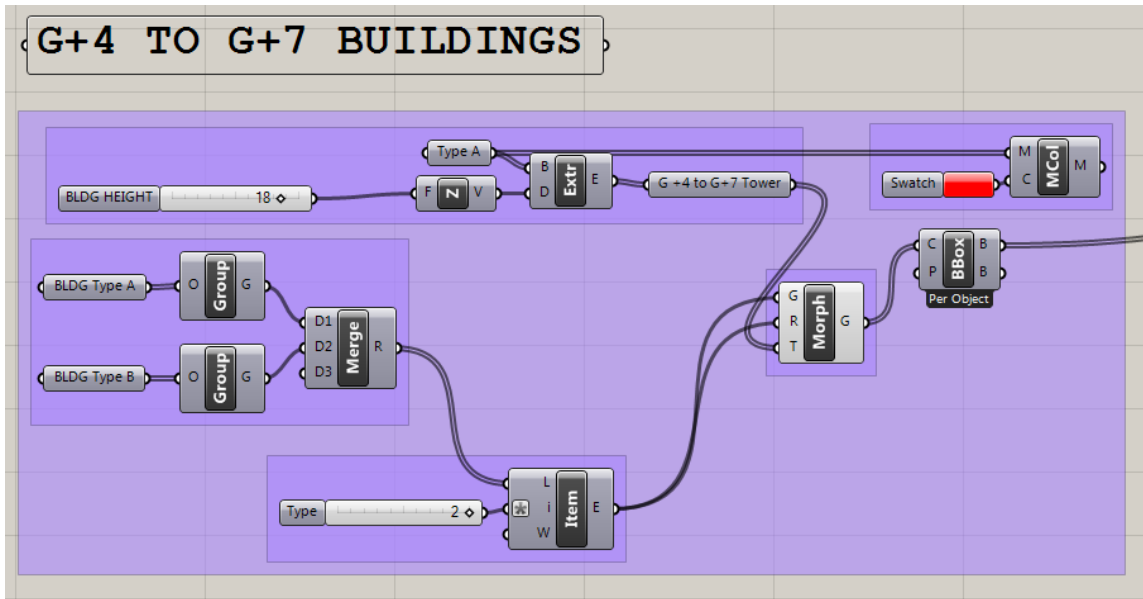 G+4 TO G+7 BUILDINGS
Type A
BLDG HEIGHT
18
F
Z
V
B
D
Extr
E
G +4 to G+7 Tower
Swatch
M
C
MCol
M
BLDG Type A
O
Group
G
BLDG Type B
O
Group
G
D1
D2
D3
Merge
R
G
R
T
Morph
G
C
P
BBox
B
B
Per Object
Type
2
L
i
W
Item
E